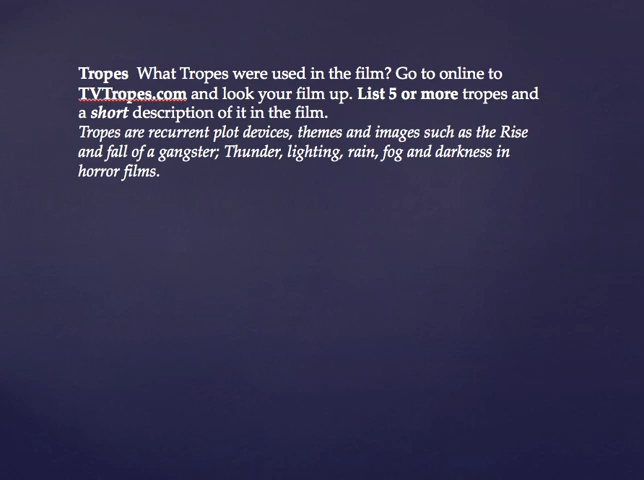 Tropes  What Tropes were used in the film? Go to online to
TVTropes.com and look your film up. List 5 or more tropes and
a short description of it in the film.
Tropes are recurrent plot devices, themes and images such as the Rise
and fall of a gangster; Thunder, lighting, rain, fog and darkness in
horror films.